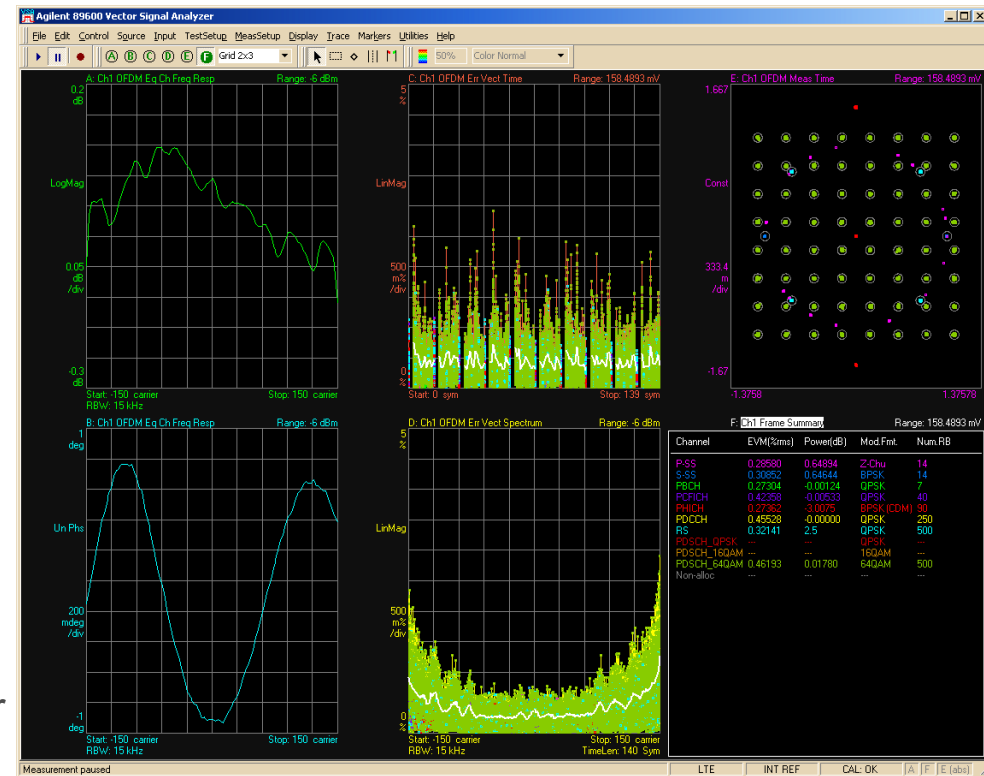 Agilent 89600 Vector Signal Analyzer
File Edit Control Source Input TestSetup MeasSetup Display Trace Markers Utilities Help
A B C D E F Grid 2x3 50% Color Normal
A: Ch1 OFDM Eq Ch Freq Resp Range: -6 dBm
0.2
dB
LogMag
0.05
dB
/div
-0.3
dB
Start: -150 carrier Stop: 150 carrier
RBW: 15 kHz
C: Ch1 OFDM Err Vect Time Range: 158.4893 mV
5
%
LinMag
500
m%
/div
0
%
Start: 0 sym Stop: 139 sym
E: Ch1 OFDM Meas Time Range: 158.4893 mV
1.667
Const
333.4
m
/div
-1.67
-1.3758 1.37578
B: Ch1 OFDM Eq Ch Freq Resp Range: -6 dBm
1
deg
Un Phs
200
mdeg
/div
-1
deg
Start: -150 carrier Stop: 150 carrier
RBW: 15 kHz
D: Ch1 OFDM Err Vect Spectrum Range: -6 dBm
5
%
LinMag
500
m%
/div
0
%
Start: -150 carrier Stop: 150 carrier
RBW: 15 kHz TimeLen: 140 Sym
F: Ch1 Frame Summary Range: 158.4893 mV
Channel EVM(%rms) Power(dB) Mod.Fmt. Num.RB
P-SS 0.28580 0.64894 Z-Chu 14
S-SS 0.30852 0.64644 BPSK 14
PBCH 0.27304 -0.00124 QPSK 7
PCFICH 0.42358 -0.00533 QPSK 40
PHICH 0.27362 -3.0075 BPSK (CDM) 90
PDCCH 0.45528 -0.00000 QPSK 250
RS 0.32141 2.5 QPSK 500
PDSCH_QPSK --- --- QPSK ---
PDSCH_16QAM --- --- 16QAM ---
PDSCH_64QAM 0.46193 0.01780 64QAM 500
Non-alloc --- --- --- ---
r
Measurement paused LTE INT REF CAL: OK A F E (abs)